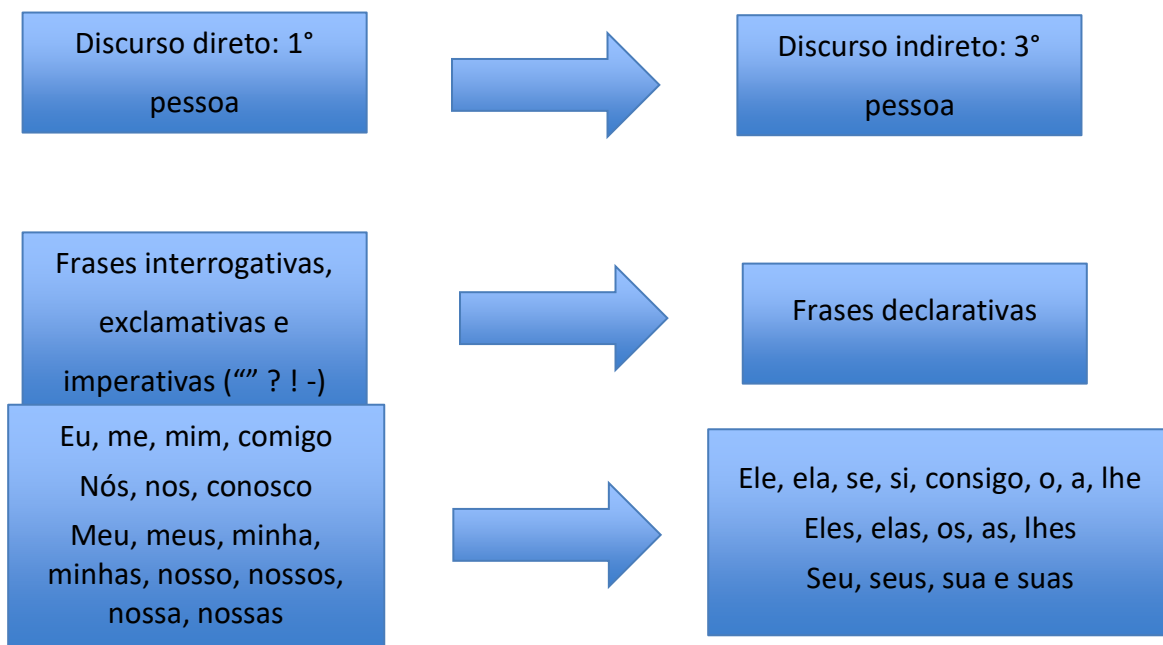 Discurso direto: 1°
pessoa
Discurso indireto: 3°
pessoa
Frases interrogativas,
exclamativas e
imperativas (“” ? ! -)
Frases declarativas
Eu, me, mim, comigo
Nós, nos, conosco
Meu, meus, minha,
minhas, nosso, nossos,
nossa, nossas
Ele, ela, se, si, consigo, o, a, lhe
Eles, elas, os, as, lhes
Seu, seus, sua e suas